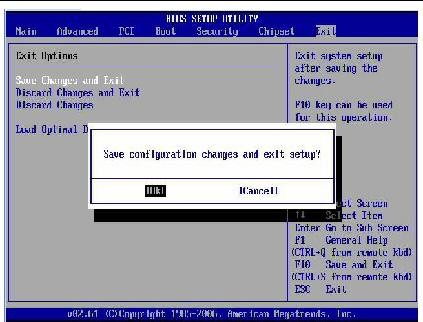 BIOS SETUP UTILITY
Main Advanced PCI Boot Security Chipset Exit
Exit Options
Save Changes and Exit
Discard Changes and Exit
Discard Changes
Load Optimal D
Save configuration changes and exit setup?
[Ok] [Cancel]
Exit system setup
after saving the
changes.
F10 key can be used
for this operation.
ct Screen
↑↓ Select Item
Enter Go to Sub Screen
F1 General Help
(CTRL+Q from remote kbd)
F10 Save and Exit
(CTRL+S from remote kbd)
ESC Exit
v02.61 (C)Copyright 1985-2006, American Megatrends, Inc.